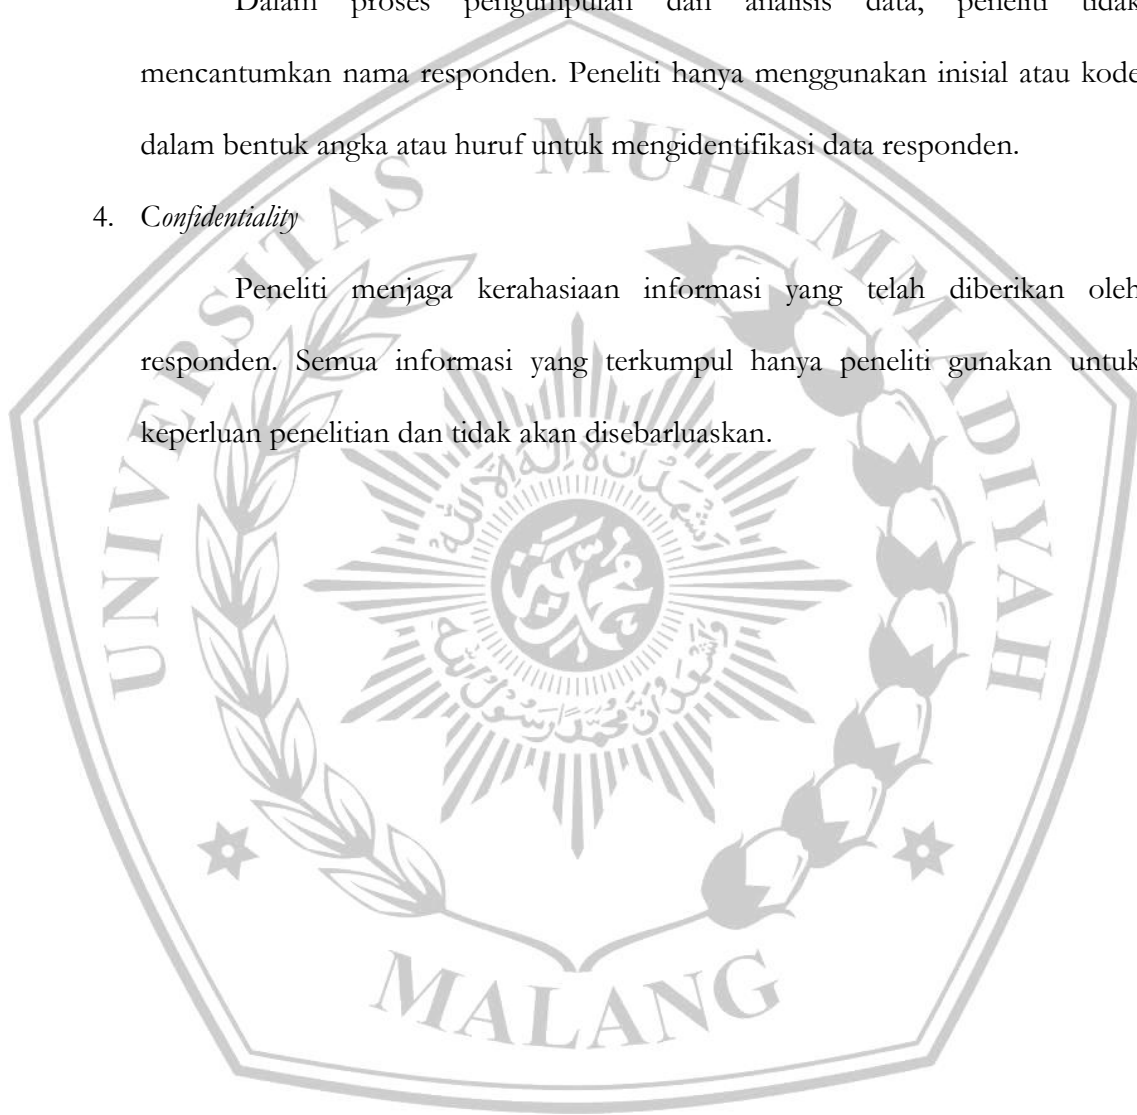 Dalam proses pengumpulan dan analisis data, peneliti tidak
mencantumkan nama responden. Peneliti hanya menggunakan inisial atau kode
dalam bentuk angka atau huruf untuk mengidentifikasi data responden.
4. Confidentiality
Peneliti menjaga kerahasiaan informasi yang telah diberikan oleh
responden. Semua informasi yang terkumpul hanya peneliti gunakan untuk
keperluan penelitian dan tidak akan disebarluaskan.
UNIVERSITAS MUHAMMADIYAH
MALANG